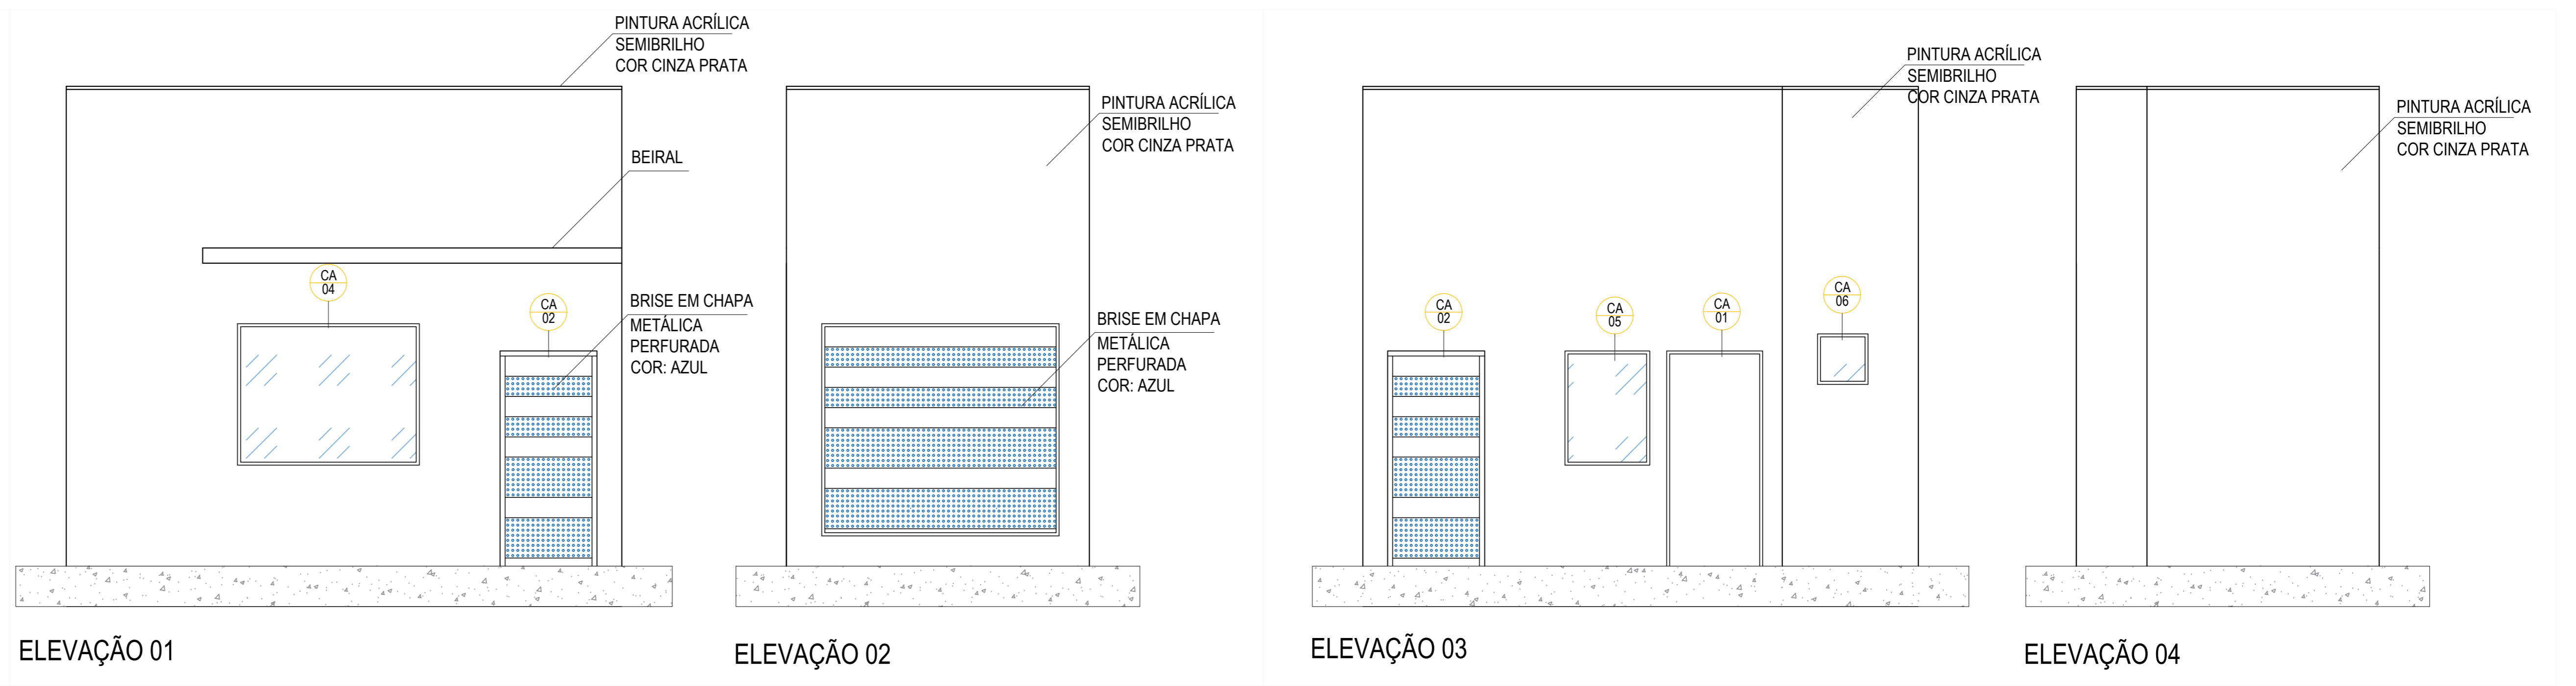 PINTURA ACRÍLICA
SEMIBRILHO
COR CINZA PRATA
BEIRAL
CA
04
CA
02
BRISE EM CHAPA
METÁLICA
PERFURADA
COR: AZUL
ELEVAÇÃO 01
PINTURA ACRÍLICA
SEMIBRILHO
COR CINZA PRATA
BRISE EM CHAPA
METÁLICA
PERFURADA
COR: AZUL
ELEVAÇÃO 02
PINTURA ACRÍLICA
SEMIBRILHO
COR CINZA PRATA
CA
02
CA
05
CA
01
CA
06
ELEVAÇÃO 03
PINTURA ACRÍLICA
SEMIBRILHO
COR CINZA PRATA
ELEVAÇÃO 04